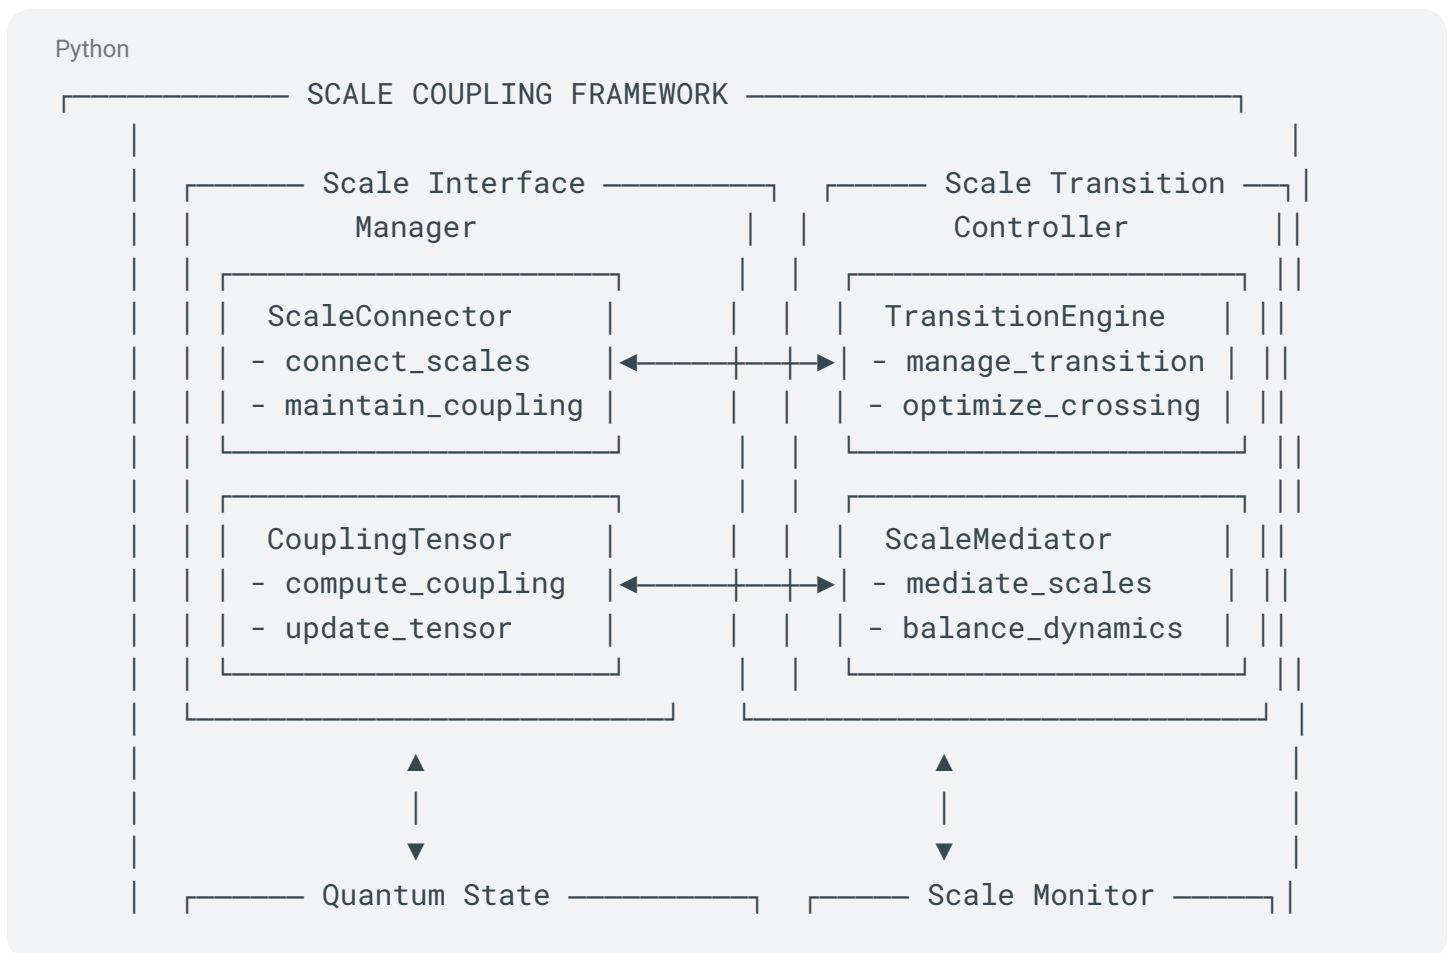 Python
SCALE COUPLING FRAMEWORK
Scale Interface Scale Transition
Manager Controller
ScaleConnector TransitionEngine
- connect_scales - manage_transition
- maintain_coupling - optimize_crossing
CouplingTensor ScaleMediator
- compute_coupling - mediate_scales
- update_tensor - balance_dynamics
Quantum State Scale Monitor